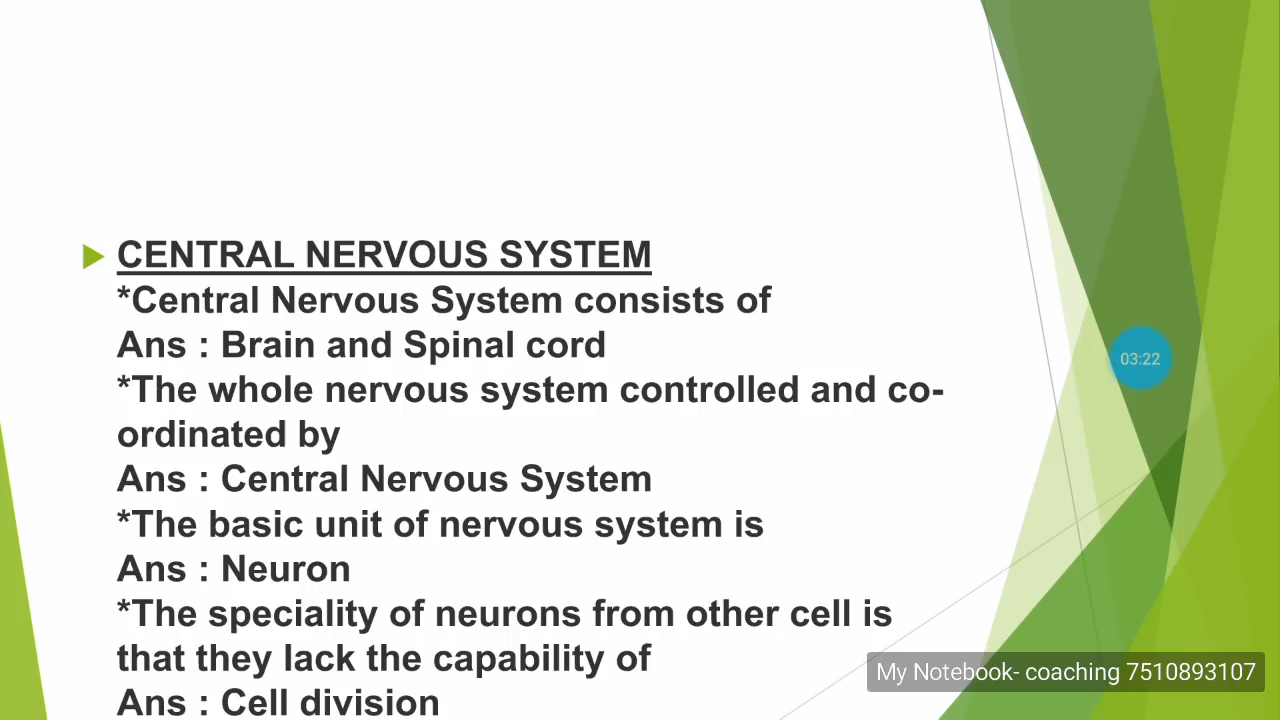 CENTRAL NERVOUS SYSTEM
*Central Nervous System consists of
Ans : Brain and Spinal cord
*The whole nervous system controlled and co-
ordinated by
Ans : Central Nervous System
*The basic unit of nervous system is
Ans : Neuron
*The speciality of neurons from other cell is
that they lack the capability of
Ans : Cell division
03:22
My Notebook- coaching 7510893107